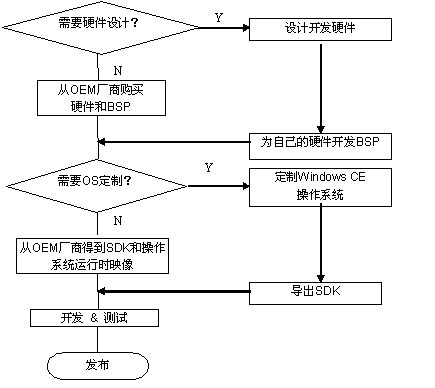 需要硬件设计?
Y
设计开发硬件
N
从OEM厂商购买
硬件和BSP
为自己的硬件开发BSP
需要OS定制?
Y
定制Windows CE
操作系统
N
从OEM厂商得到SDK和操作
系统运行时映像
导出SDK
开发 & 测试
发布